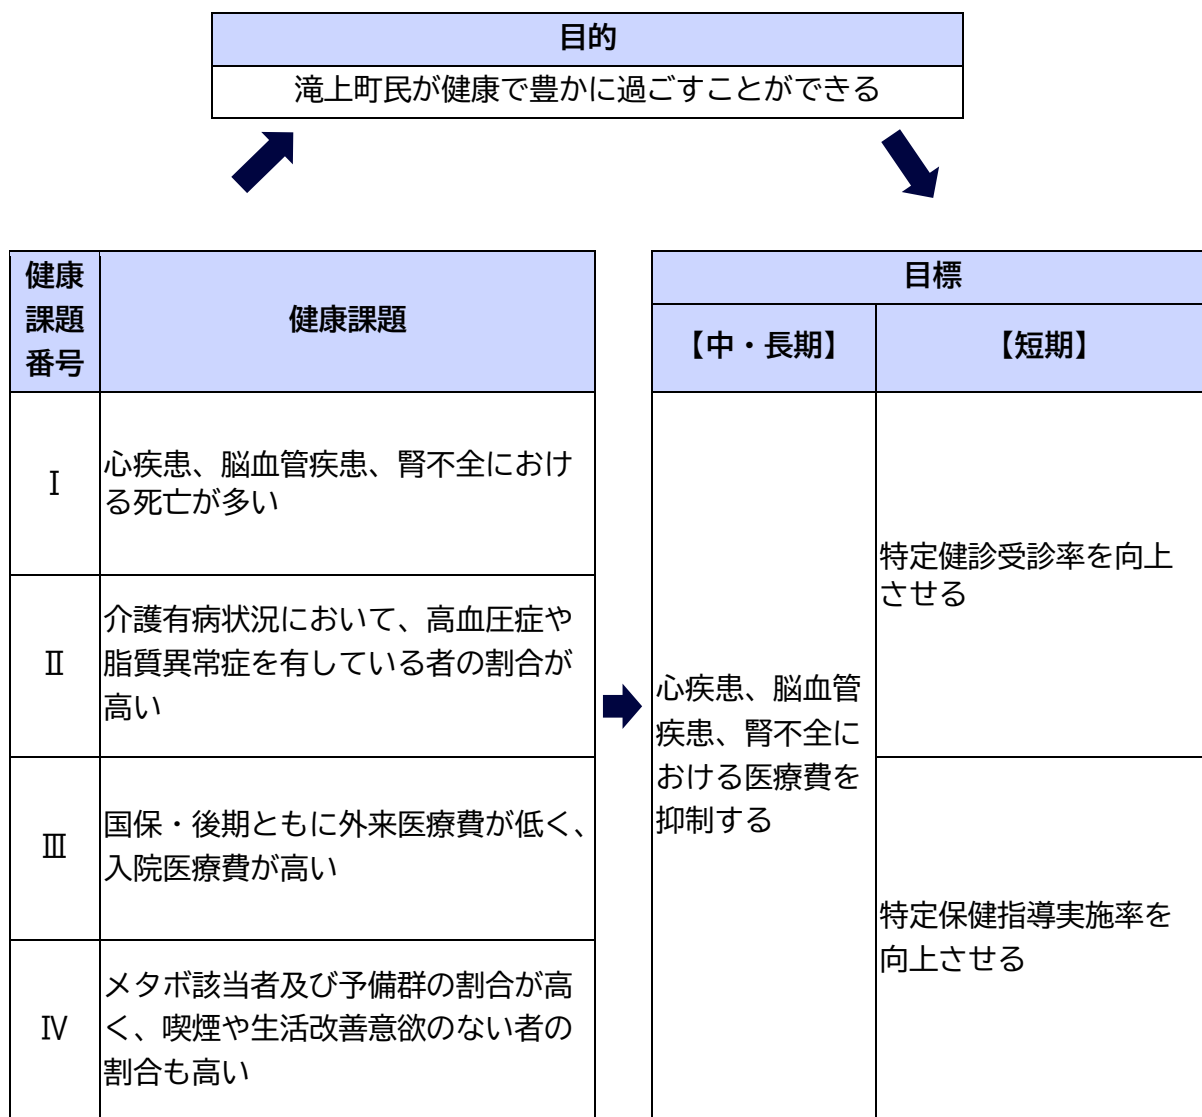 目的
滝上町民が健康で豊かに過ごすことができる
健康
課題
番号
健康課題
Ⅰ
心疾患、脳血管疾患、腎不全におけ
る死亡が多い
Ⅱ
介護有病状況において、高血圧症や
脂質異常症を有している者の割合が
高い
Ⅲ
国保・後期ともに外来医療費が低く、
入院医療費が高い
Ⅳ
メタボ該当者及び予備群の割合が高
く、喫煙や生活改善意欲のない者の
割合も高い
目標
【中・長期】
【短期】
心疾患、脳血管
疾患、腎不全に
おける医療費を
抑制する
特定健診受診率を向上
させる
特定保健指導実施率を
向上させる